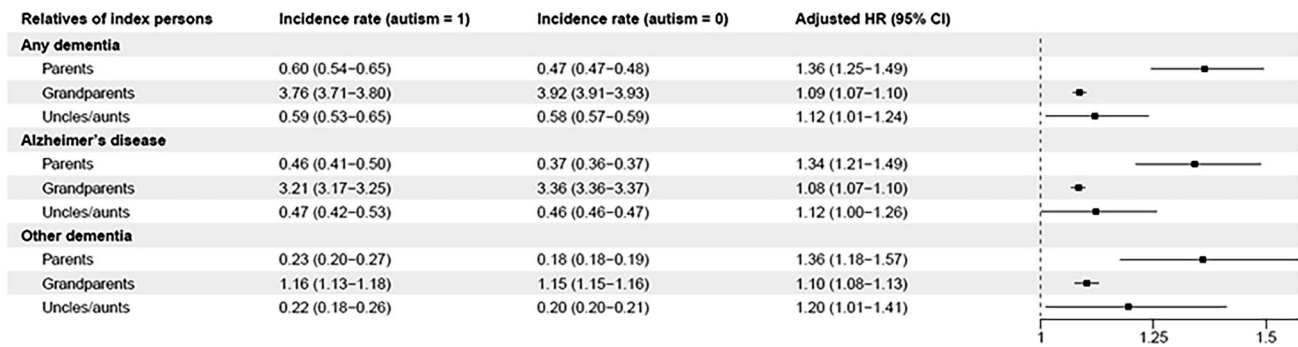 Relatives of index persons Incidence rate (autism = 1) Incidence rate (autism = 0) Adjusted HR (95% CI)
Any dementia
Parents 0.60 (0.54−0.65) 0.47 (0.47−0.48) 1.36 (1.25−1.49)
Grandparents 3.76 (3.71−3.80) 3.92 (3.91−3.93) 1.09 (1.07−1.10)
Uncles/aunts 0.59 (0.53−0.65) 0.58 (0.57−0.59) 1.12 (1.01−1.24)
Alzheimer's disease
Parents 0.46 (0.41−0.50) 0.37 (0.36−0.37) 1.34 (1.21−1.49)
Grandparents 3.21 (3.17−3.25) 3.36 (3.36−3.37) 1.08 (1.07−1.10)
Uncles/aunts 0.47 (0.42−0.53) 0.46 (0.46−0.47) 1.12 (1.00−1.26)
Other dementia
Parents 0.23 (0.20−0.27) 0.18 (0.18−0.19) 1.36 (1.18−1.57)
Grandparents 1.16 (1.13−1.18) 1.15 (1.15−1.16) 1.10 (1.08−1.13)
Uncles/aunts 0.22 (0.18−0.26) 0.20 (0.20−0.21) 1.20 (1.01−1.41)
1 1.25 1.5